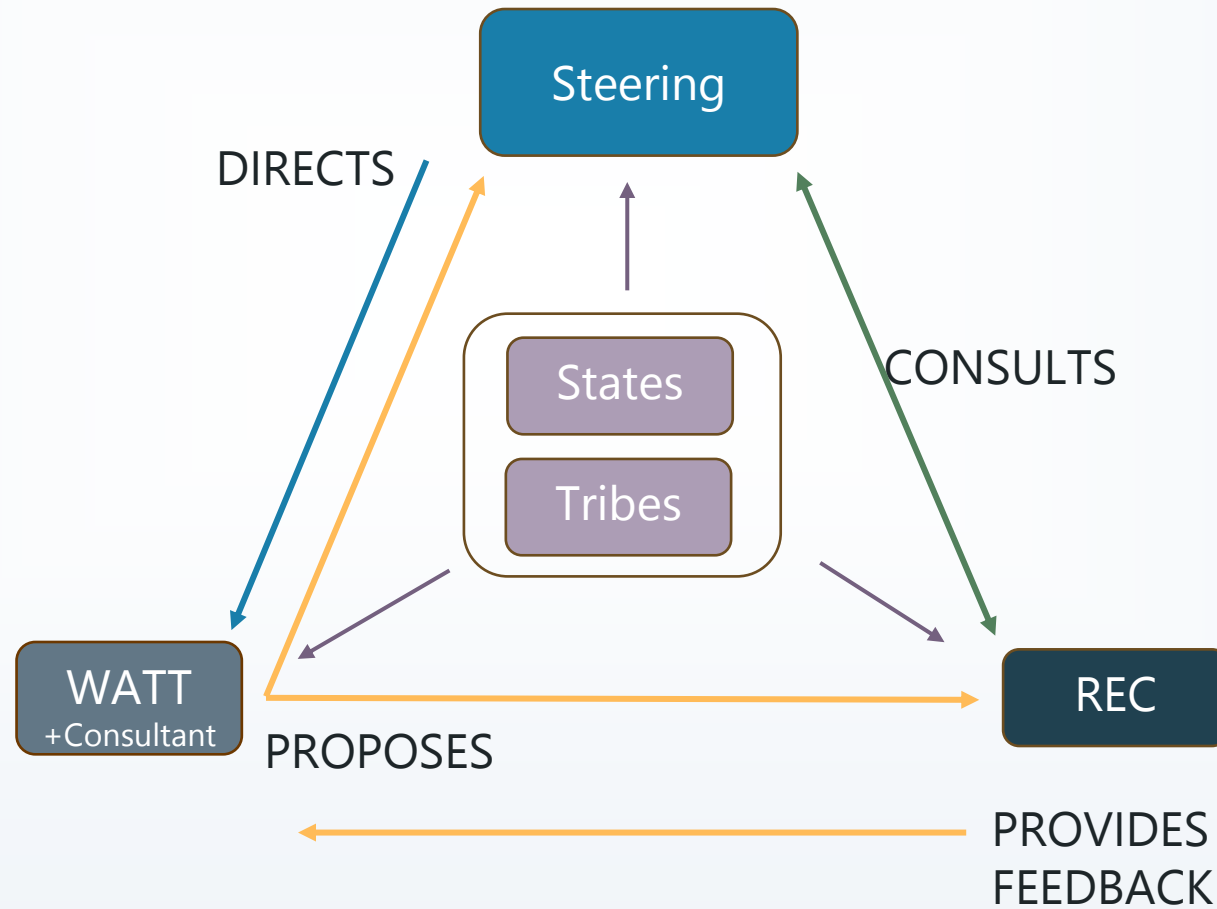 Steering
DIRECTS
States
CONSULTS
Tribes
WATT
+Consultant
REC
PROPOSES
PROVIDES
FEEDBACK